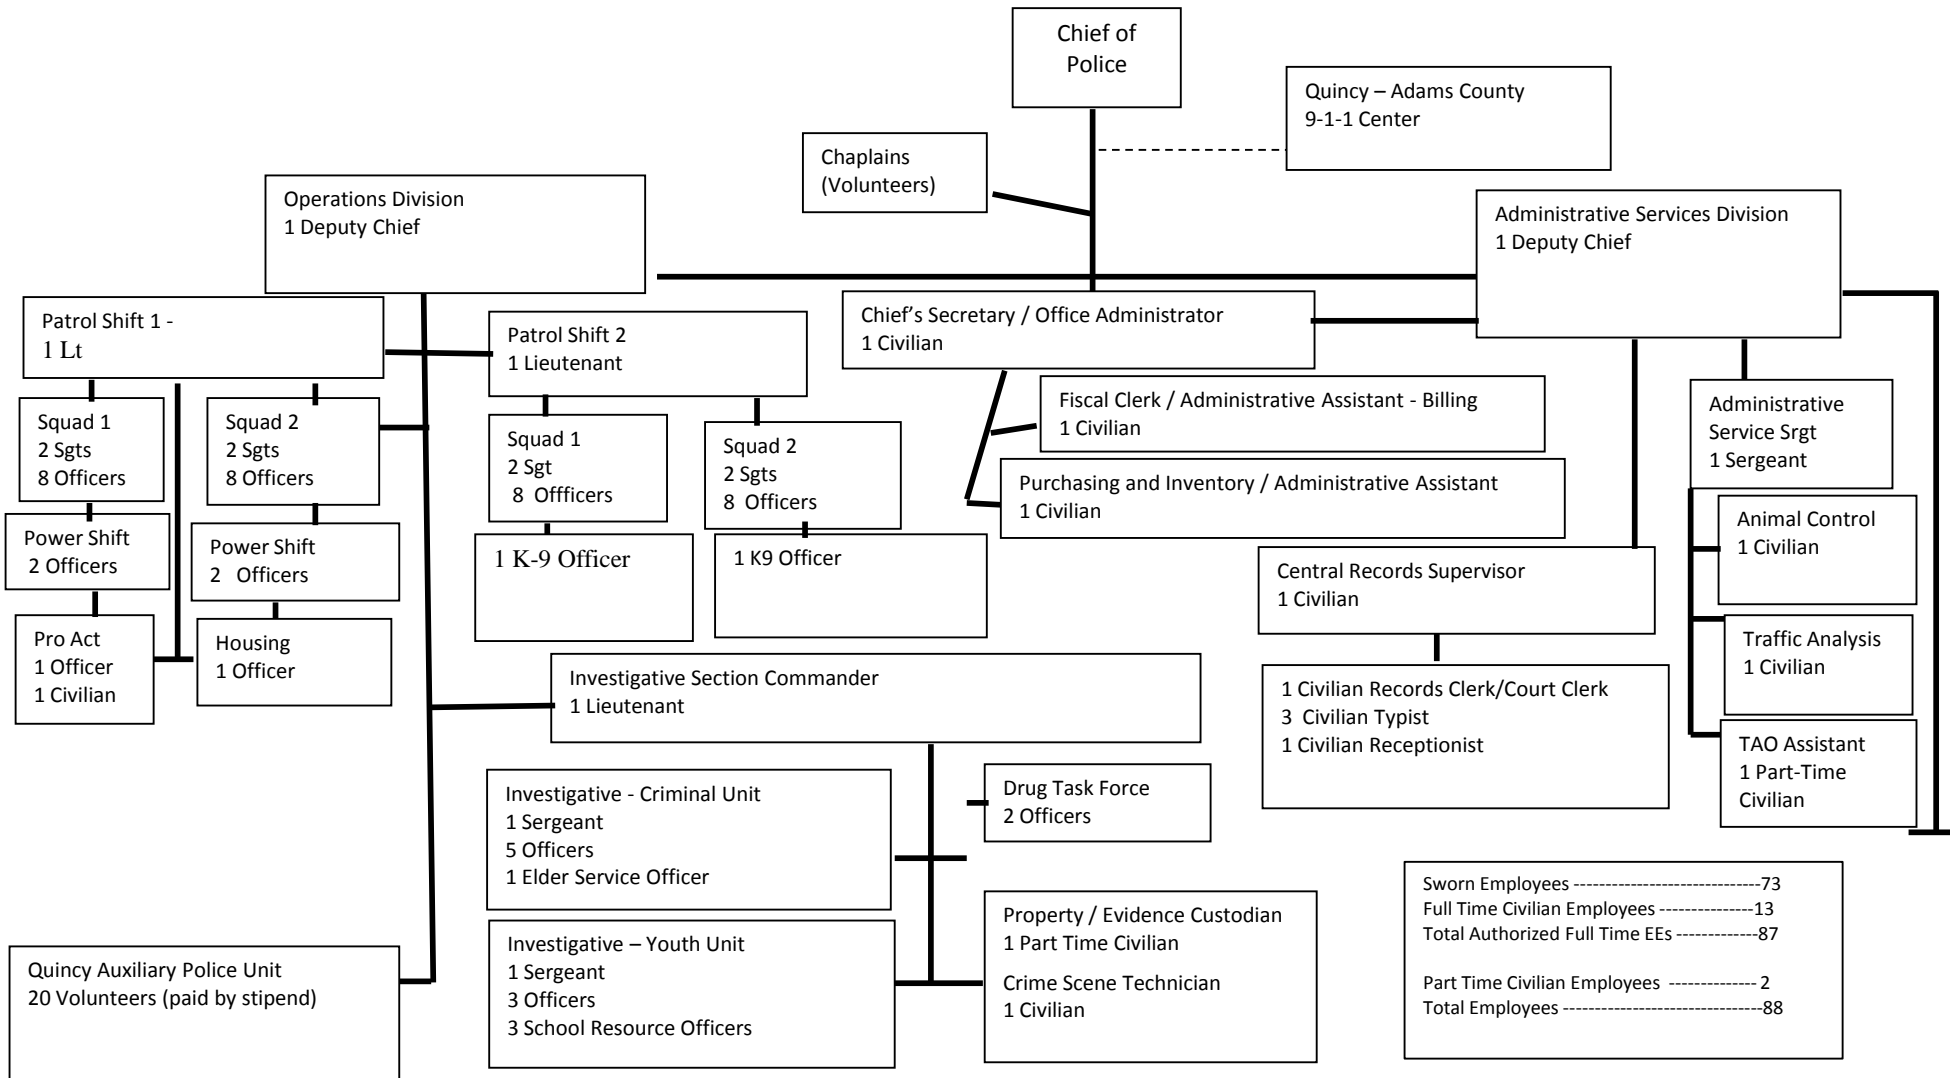 Chief of
Police
Quincy – Adams County
9-1-1 Center
Chaplains
(Volunteers)
Operations Division
1 Deputy Chief
Administrative Services Division
1 Deputy Chief
Patrol Shift 1 -
1 Lt
Patrol Shift 2
1 Lieutenant
Chief's Secretary / Office Administrator
1 Civilian
Fiscal Clerk / Administrative Assistant - Billing
1 Civilian
Purchasing and Inventory / Administrative Assistant
1 Civilian
Administrative
Service Srgt
1 Sergeant
Squad 1
2 Sgts
8 Officers
Squad 2
2 Sgts
8 Officers
Squad 1
2 Sgt
8 Offficers
Squad 2
2 Sgts
8 Officers
Power Shift
2 Officers
Power Shift
2 Officers
1 K-9 Officer
1 K9 Officer
Pro Act
1 Officer
1 Civilian
Housing
1 Officer
Central Records Supervisor
1 Civilian
1 Civilian Records Clerk/Court Clerk
3 Civilian Typist
1 Civilian Receptionist
Animal Control
1 Civilian
Traffic Analysis
1 Civilian
TAO Assistant
1 Part-Time
Civilian
Investigative Section Commander
1 Lieutenant
Investigative - Criminal Unit
1 Sergeant
5 Officers
1 Elder Service Officer
Drug Task Force
2 Officers
Investigative – Youth Unit
1 Sergeant
3 Officers
3 School Resource Officers
Property / Evidence Custodian
1 Part Time Civilian
Crime Scene Technician
1 Civilian
Quincy Auxiliary Police Unit
20 Volunteers (paid by stipend)
Sworn Employees -----------------------------73
Full Time Civilian Employees ---------------13
Total Authorized Full Time EEs -------------87
Part Time Civilian Employees -------------- 2
Total Employees -------------------------------88